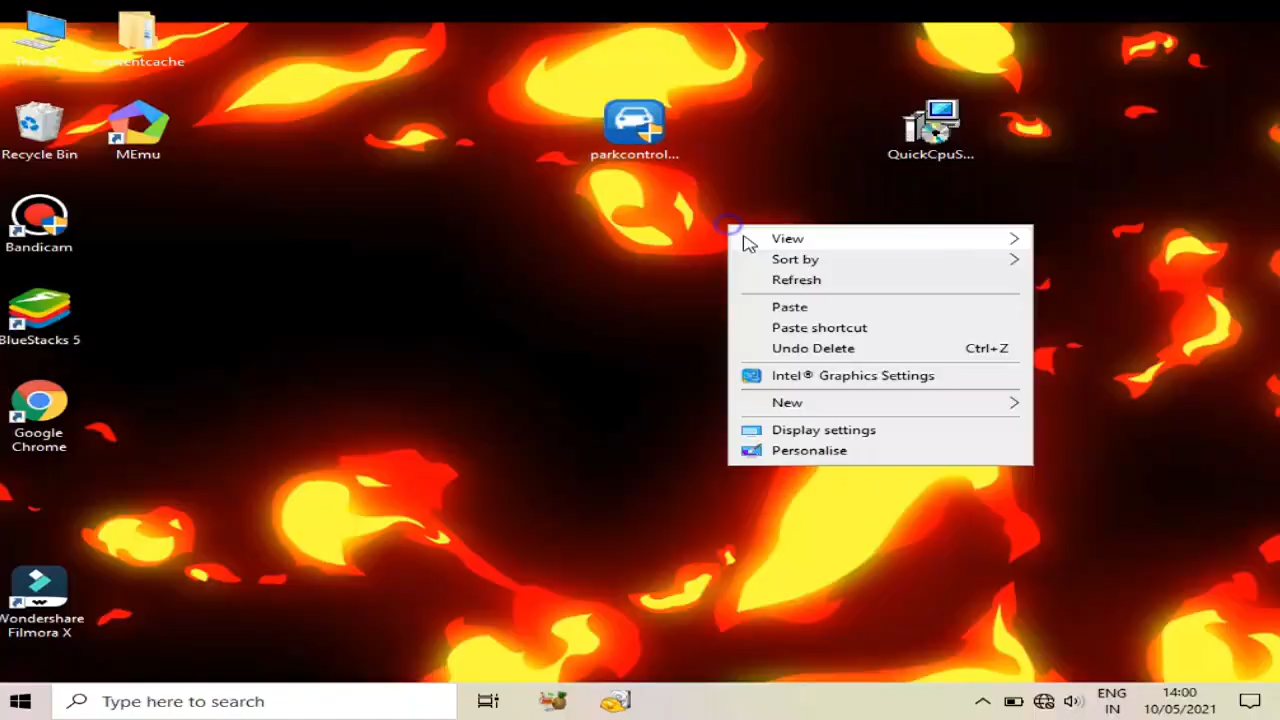 This PC
Recycle Bin
MEmu
Bandicam
BlueStacks 5
Google
Chrome
Wondershare
Filmora X
parkcontrol...
QuickCpuS...
View
Sort by
Refresh
Paste
Paste shortcut
Undo Delete Ctrl+Z
Intel® Graphics Settings
New
Display settings
Personalise
Type here to search
ENG
IN
14:00
10/05/2021